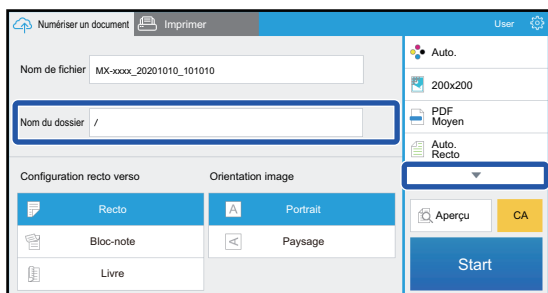 Numériser un document
Imprimer
User
Nom de fichier
MX-xxxx_20201010_101010
Nom du dossier
/
Configuration recto verso
Orientation image
Recto
A
Portrait
Bloc-note
A
Paysage
Livre
Auto.
200x200
PDF
Moyen
Auto.
Recto
Aperçu
CA
Start